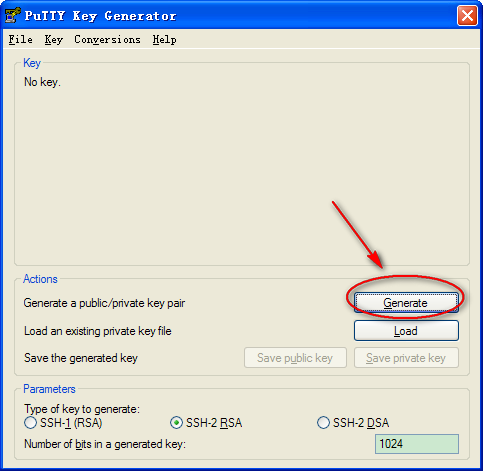 PuTTY Key Generator
File Key Conversions Help
Key
No key.
Actions
Generate a public/private key pair
Generate
Load an existing private key file
Load
Save the generated key
Save public key
Save private key
Parameters
Type of key to generate:
SSH-1 (RSA)
SSH-2 RSA
SSH-2 DSA
Number of bits in a generated key:
1024